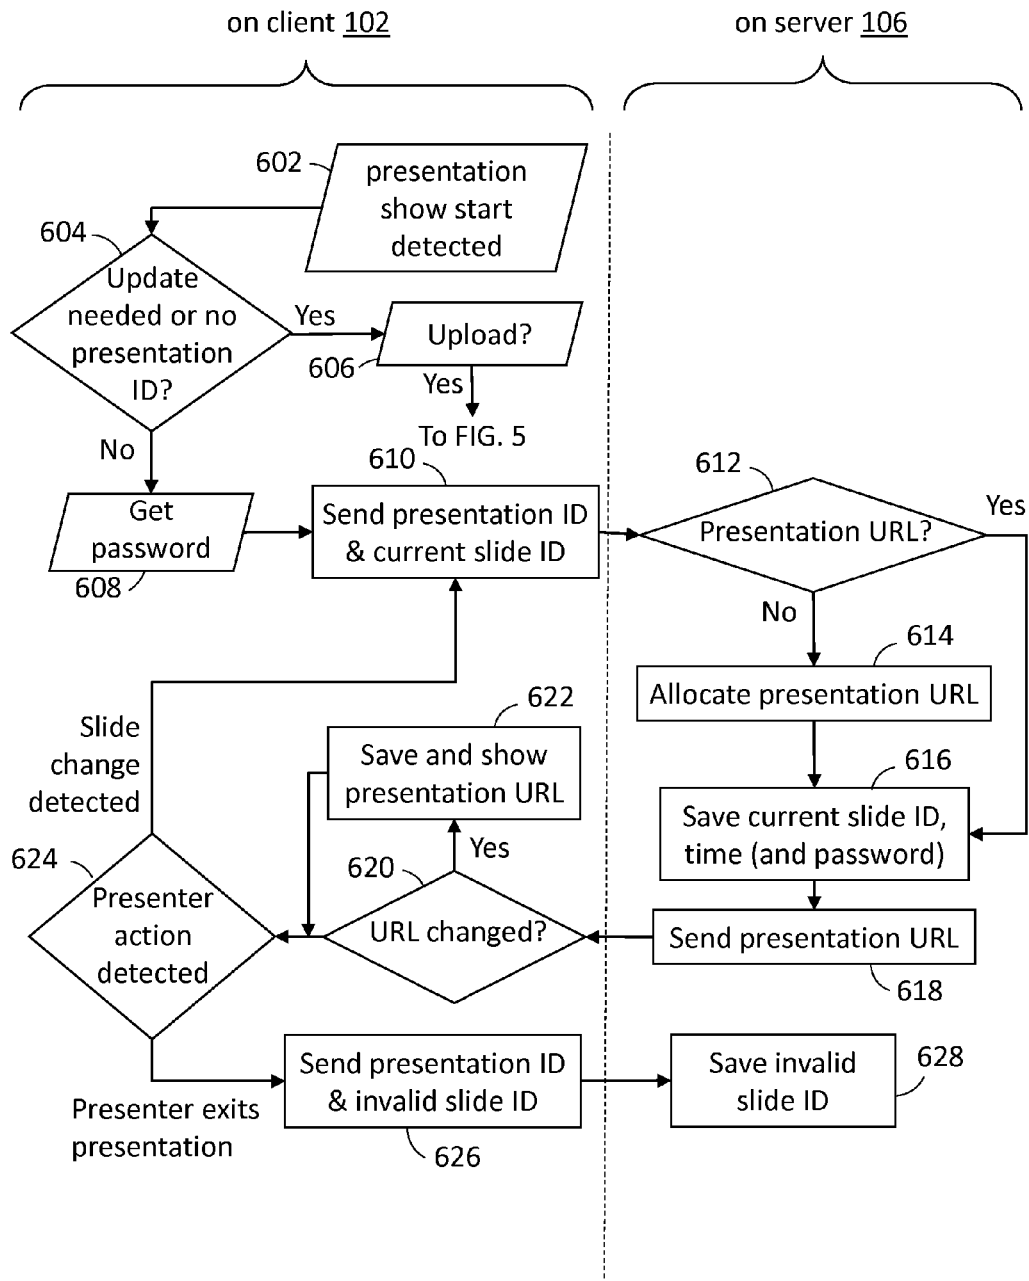 on client 102
on server 106
602
presentation
show start
detected
604
Update
needed or no
presentation
ID?
Yes
Upload?
606
Yes
To FIG. 5
No
Get
password
608
610
Send presentation ID
& current slide ID
612
Presentation URL?
Yes
No
614
Allocate presentation URL
616
Save current slide ID,
time (and password)
Send presentation URL
618
622
Save and show
presentation URL
Yes
620
URL changed?
Slide
change
detected
624
Presenter
action
detected
Presenter exits
presentation
Send presentation ID
& invalid slide ID
626
Save invalid
slide ID
628